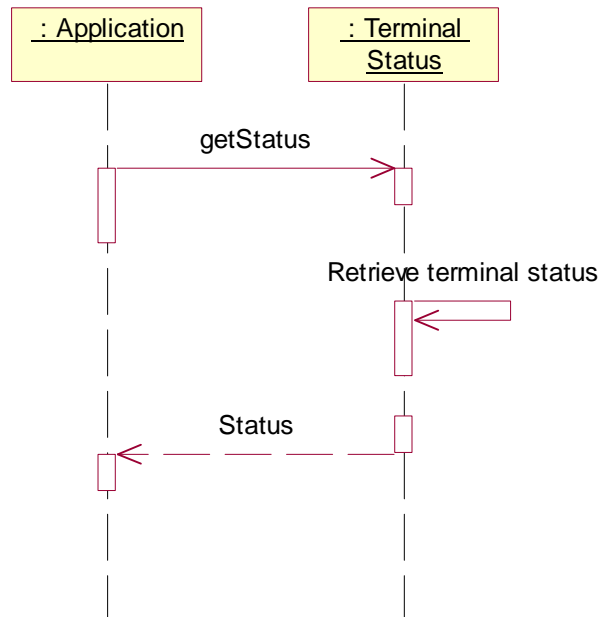 : Application
: Terminal
Status
getStatus
Retrieve terminal status
Status